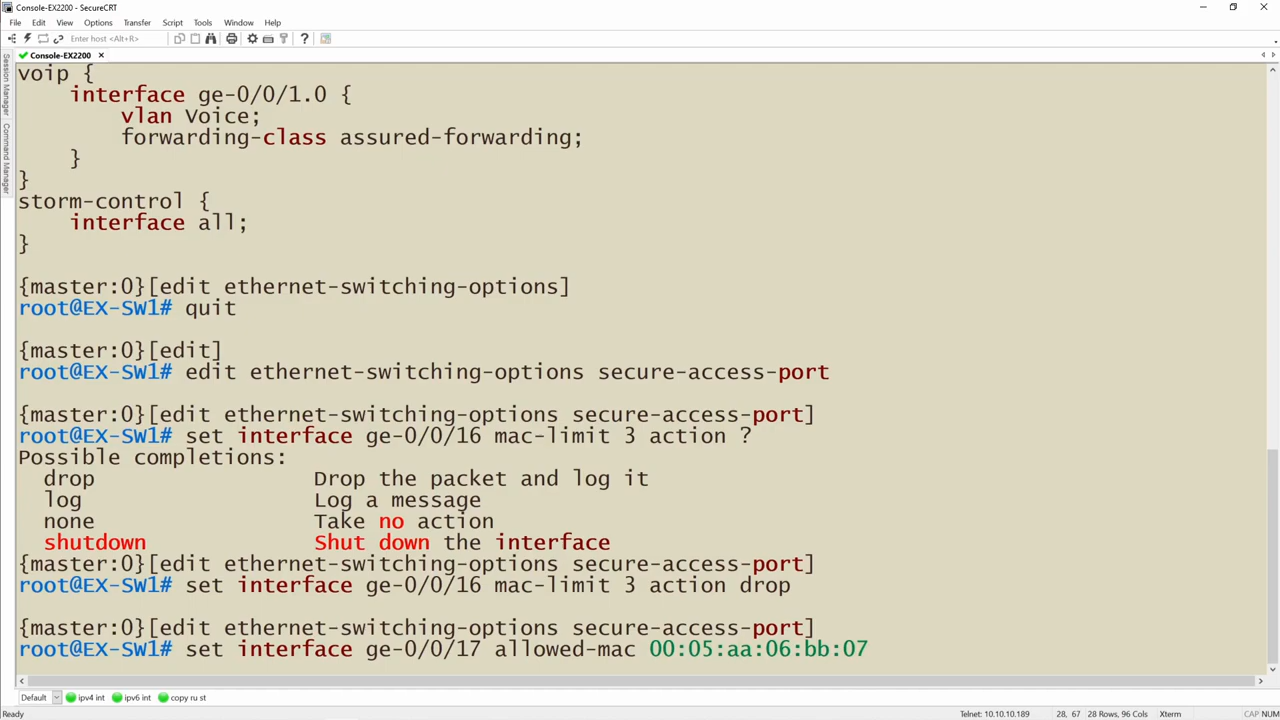 Console-EX2200 - SecureCRT
File Edit View Options Transfer Script Tools Window Help
Enter host <Alt+R>
Console-EX2200
Session Manager
Command Manager
voip {
    interface ge-0/0/1.0 {
        vlan Voice;
        forwarding-class assured-forwarding;
    }
}
storm-control {
    interface all;
}
{master:0}[edit ethernet-switching-options]
root@EX-SW1# quit
{master:0}[edit]
root@EX-SW1# edit ethernet-switching-options secure-access-port
{master:0}[edit ethernet-switching-options secure-access-port]
root@EX-SW1# set interface ge-0/0/16 mac-limit 3 action ?
Possible completions:
  drop                 Drop the packet and log it
  log                  Log a message
  none                 Take no action
  shutdown             Shut down the interface
{master:0}[edit ethernet-switching-options secure-access-port]
root@EX-SW1# set interface ge-0/0/16 mac-limit 3 action drop
{master:0}[edit ethernet-switching-options secure-access-port]
root@EX-SW1# set interface ge-0/0/17 allowed-mac 00:05:aa:06:bb:07
Default ipv4 int ipv6 int copy ru st
Ready Telnet: 10.10.10.189 28, 67 28 Rows, 96 Cols Xterm CAP NUM